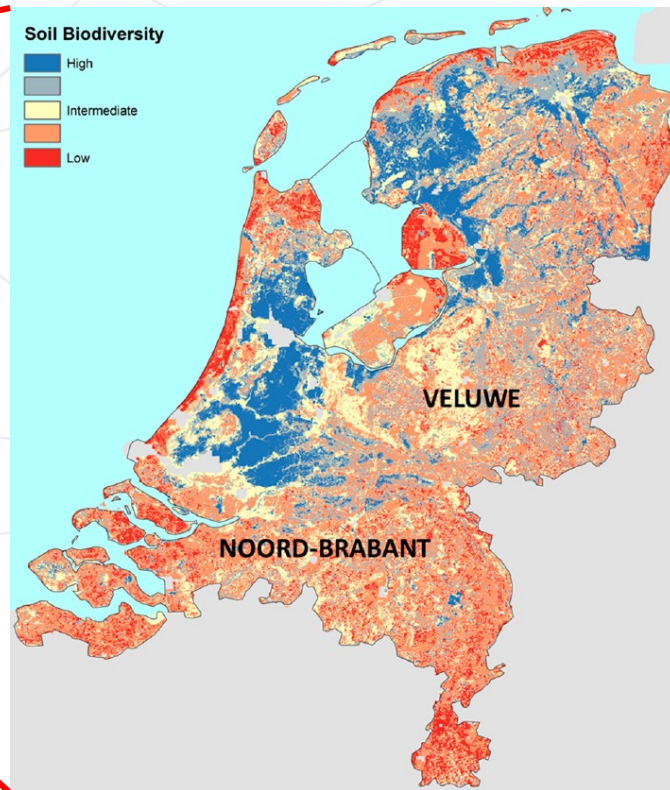 Soil Biodiversity
High
Intermediate
Low
VELUWE
NOORD-BRABANT